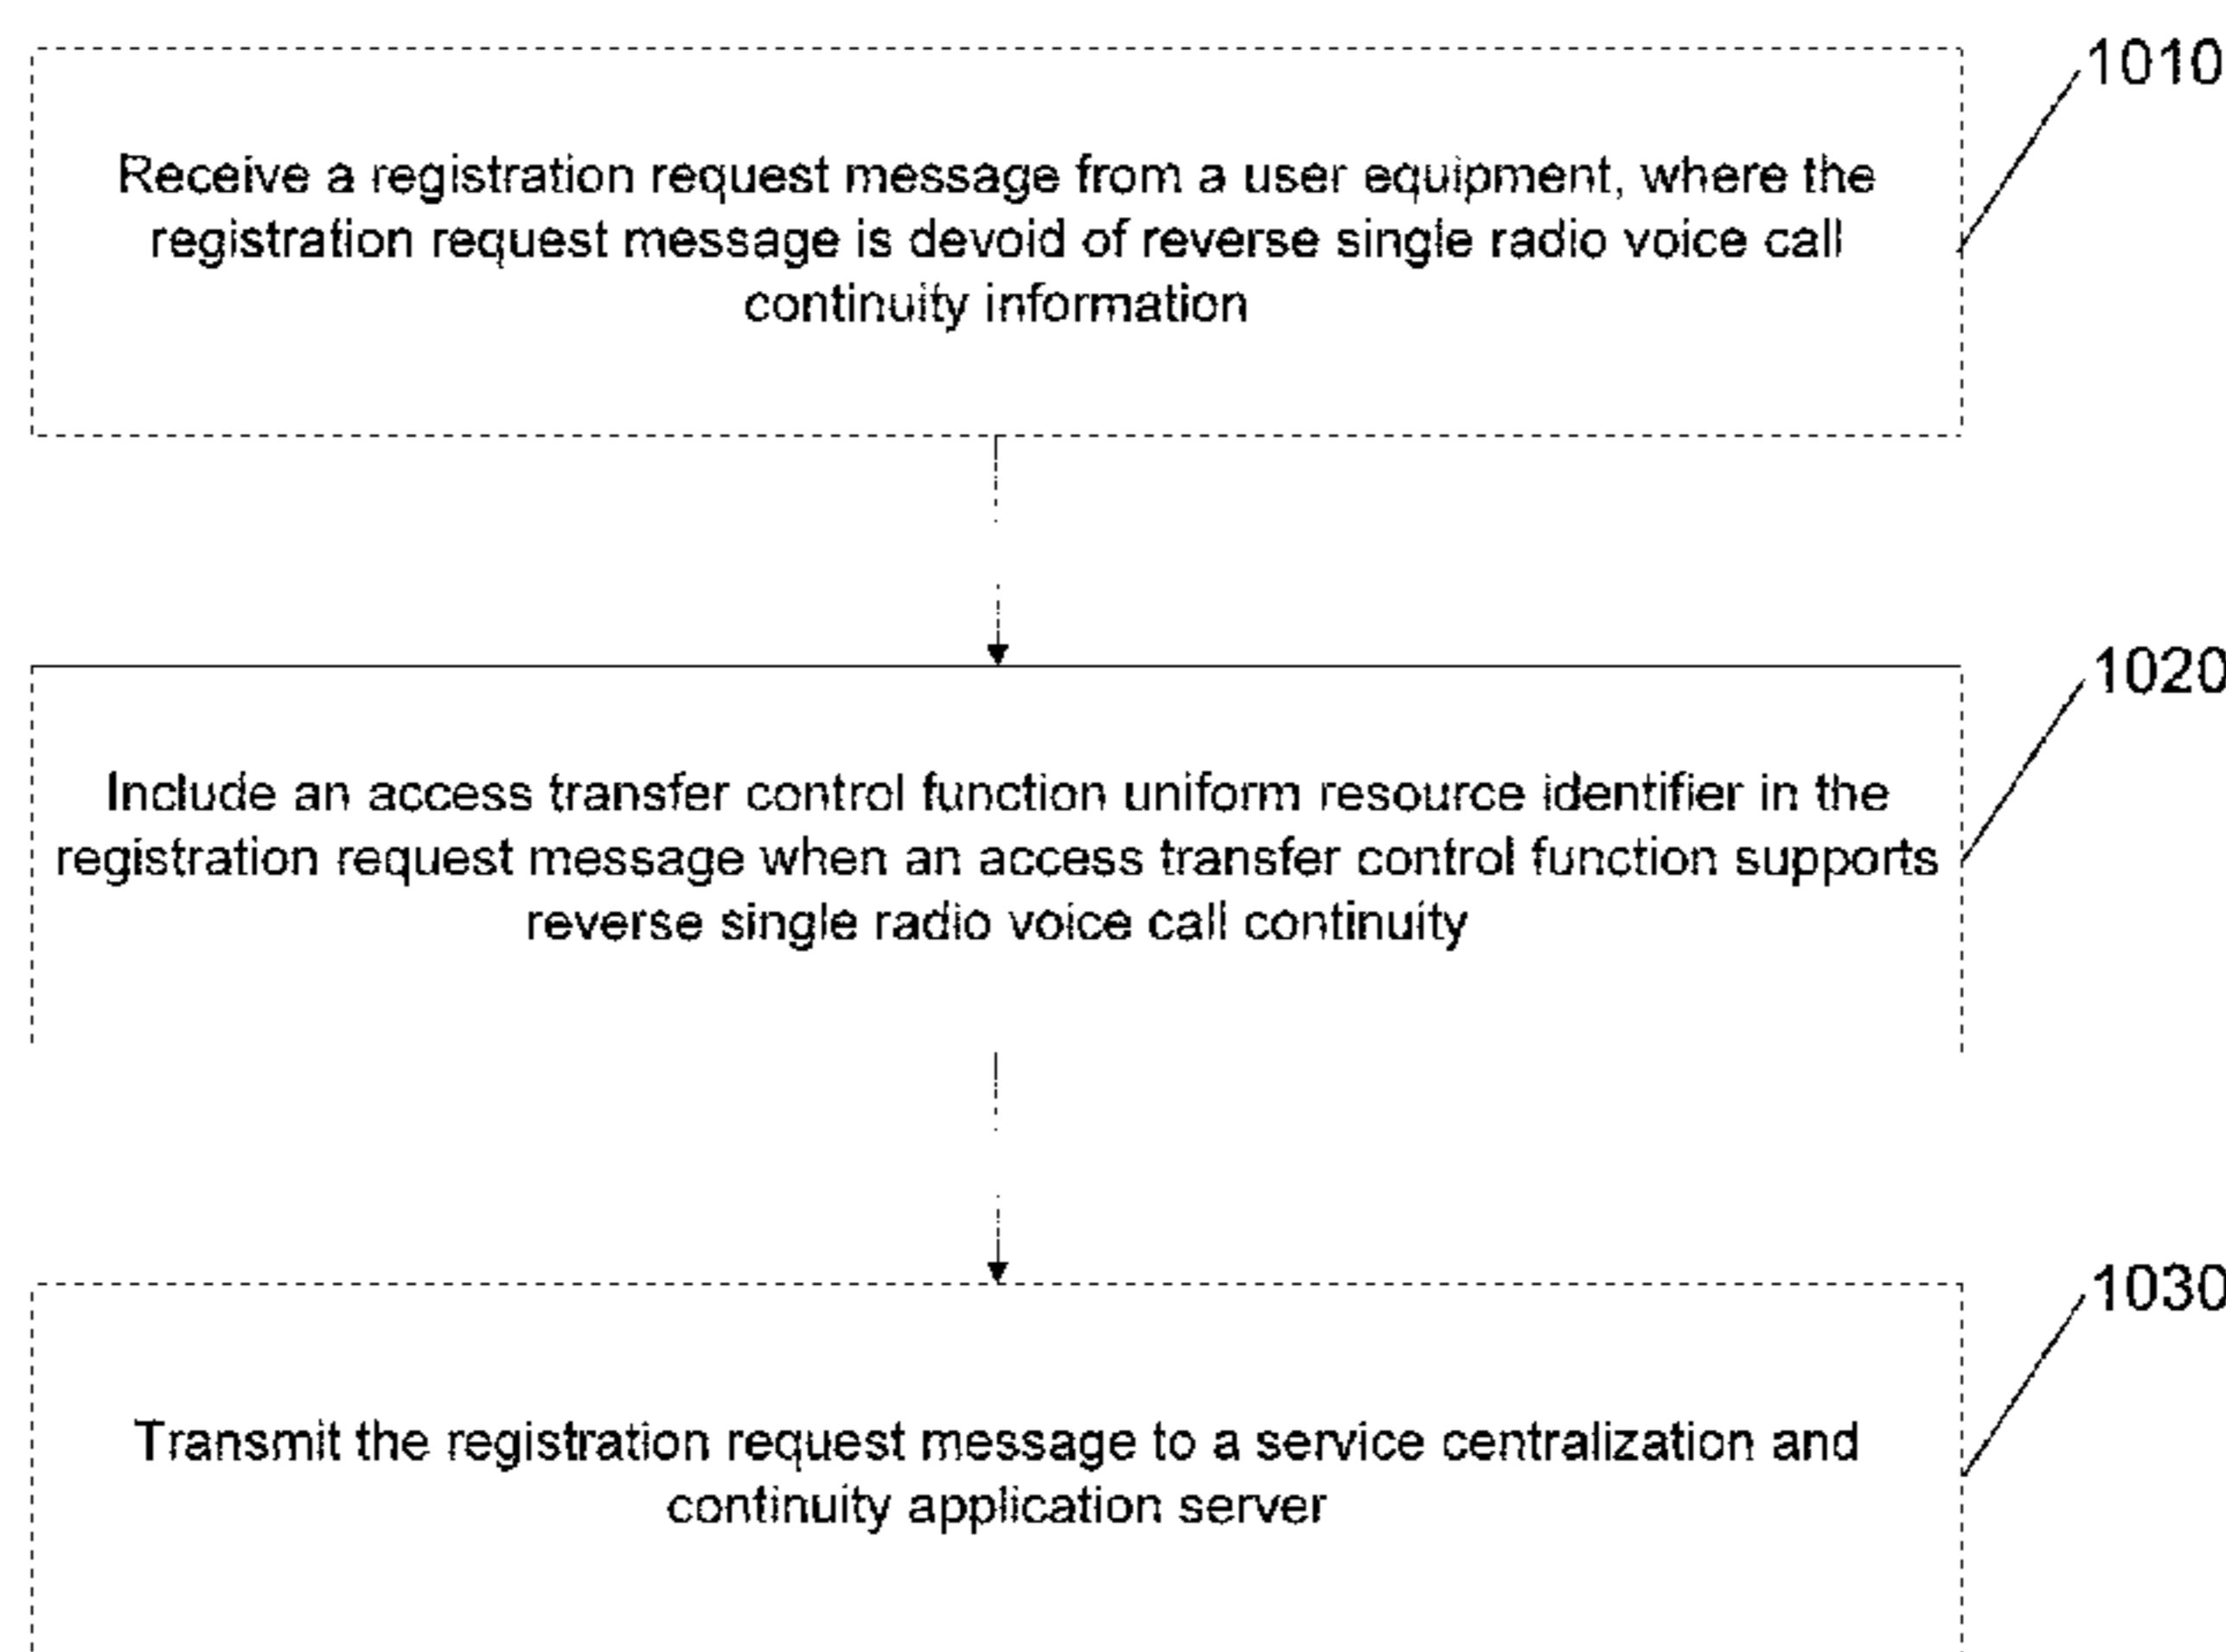 1010
Receive a registration request message from a user equipment, where the
registration request message is devoid of reverse single radio voice call
continuity information
1020
Include an access transfer control function uniform resource identifier in the
registration request message when an access transfer control function supports
reverse single radio voice call continuity
1030
Transmit the registration request message to a service centralization and
continuity application server